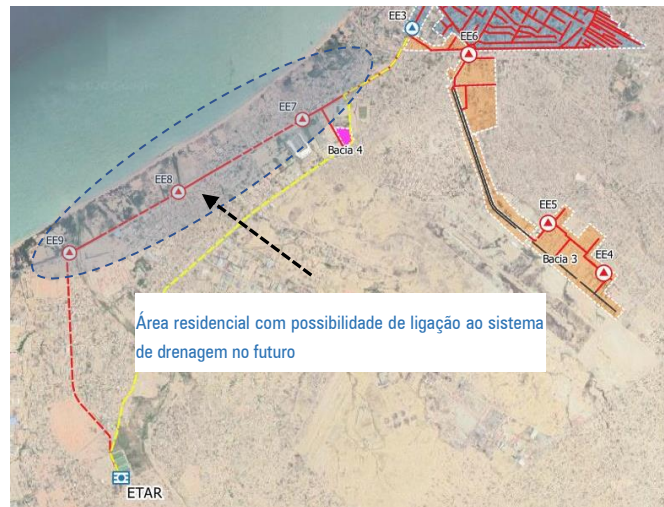 EE3
EE6
EE7
Bacia 4
EE8
EE5
EE9
Bacia 3
EE4
Área residencial com possibilidade de ligação ao sistema
de drenagem no futuro
ETAR